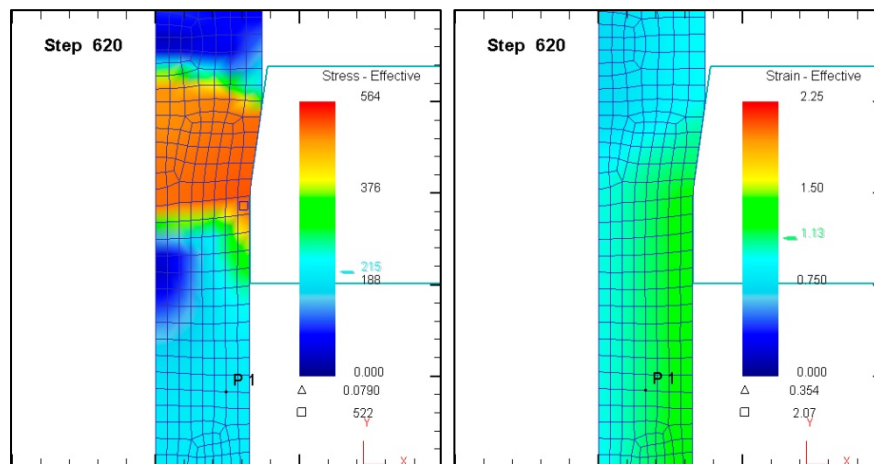 Step 620
Stress - Effective
564
376
215
188
0.000
P 1
△ 0.0790
□ 522
Y
X
Step 620
Strain - Effective
2.25
1.50
1.13
0.750
0.000
P 1
△ 0.354
□ 2.07
Y
X